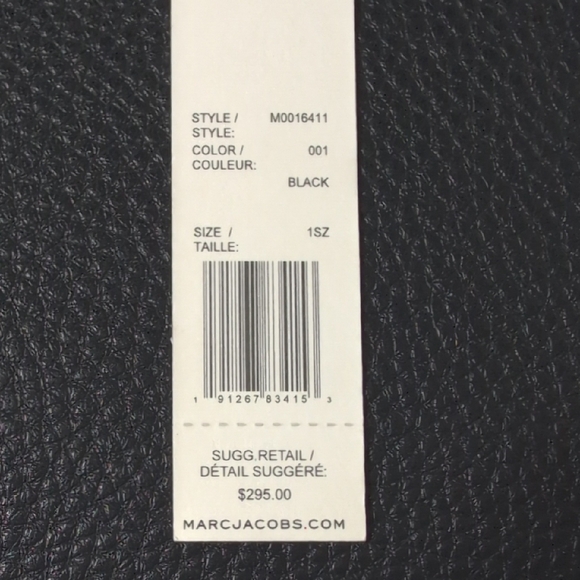 STYLE / M0016411
STYLE:
COLOR / 001
COULEUR:
BLACK
SIZE / 1SZ
TAILLE:
1 91267 83415 3
SUGG.RETAIL /
DÉTAIL SUGGÉRÉ:
$295.00
MARCJACOBS.COM